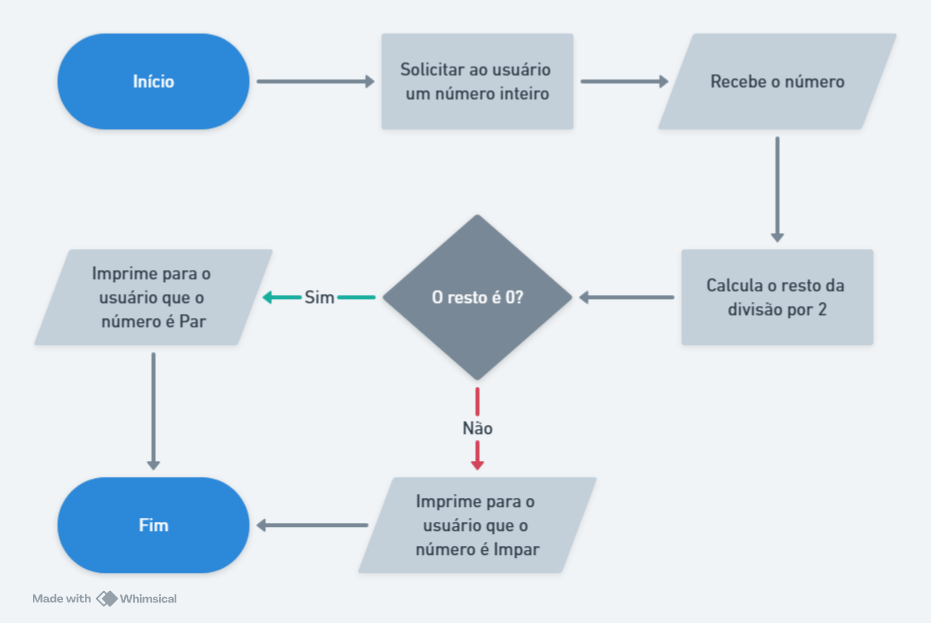 Início
Solicitar ao usuário
um número inteiro
Recebe o número
Calcula o resto da
divisão por 2
O resto é 0?
Sim
Imprime para o
usuário que o
número é Par
Não
Imprime para o
usuário que o
número é Impar
Fim
Made with Whimsical